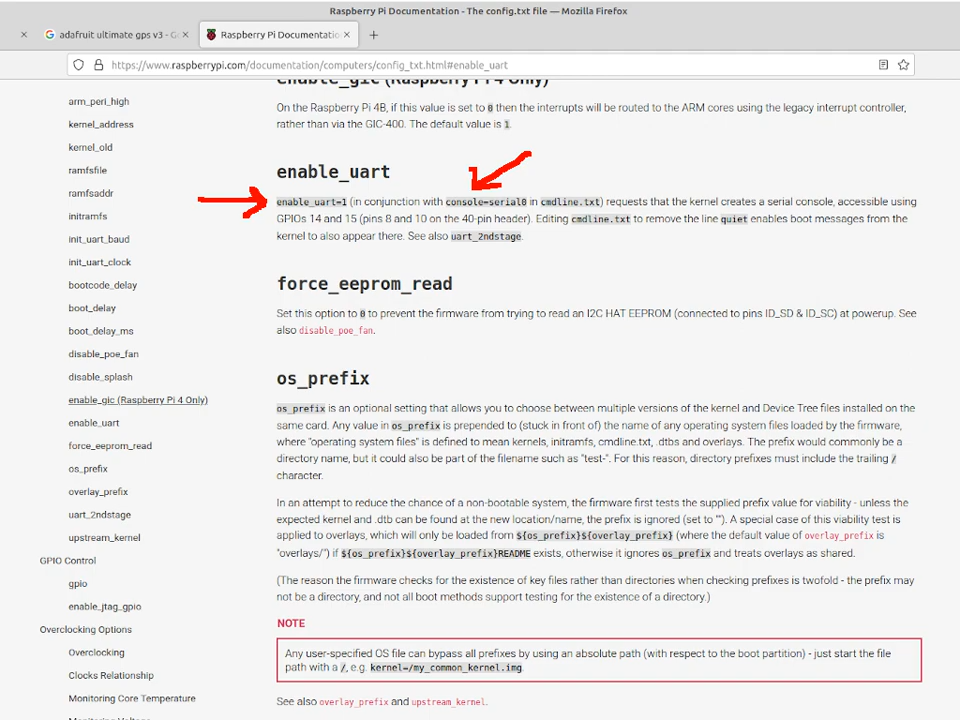 Raspberry Pi Documentation - The config.txt file — Mozilla Firefox
adafruit ultimate gps v3 - Go
Raspberry Pi Documentation
https://www.raspberrypi.com/documentation/computers/config_txt.html#enable_uart
arm_peri_high
kernel_address
kernel_old
ramfsfile
ramfsaddr
initramfs
init_uart_baud
init_uart_clock
bootcode_delay
boot_delay
boot_delay_ms
disable_poe_fan
disable_splash
enable_gic (Raspberry Pi 4 Only)
enable_uart
force_eeprom_read
os_prefix
overlay_prefix
uart_2ndstage
upstream_kernel
GPIO Control
gpio
enable_jtag_gpio
Overclocking Options
Overclocking
Clocks Relationship
Monitoring Core Temperature
Monitoring Voltage
enable_gic (Raspberry Pi 4 Only)
On the Raspberry Pi 4B, if this value is set to 0 then the interrupts will be routed to the ARM cores using the legacy interrupt controller,
rather than via the GIC-400. The default value is 1.
enable_uart
enable_uart=1 (in conjunction with console=serial0 in cmdline.txt) requests that the kernel creates a serial console, accessible using
GPIOs 14 and 15 (pins 8 and 10 on the 40-pin header). Editing cmdline.txt to remove the line quiet enables boot messages from the
kernel to also appear there. See also uart_2ndstage.
force_eeprom_read
Set this option to 0 to prevent the firmware from trying to read an I2C HAT EEPROM (connected to pins ID_SD & ID_SC) at powerup. See
also disable_poe_fan.
os_prefix
os_prefix is an optional setting that allows you to choose between multiple versions of the kernel and Device Tree files installed on the
same card. Any value in os_prefix is prepended to (stuck in front of) the name of any operating system files loaded by the firmware,
where "operating system files" is defined to mean kernels, initramfs, cmdline.txt, .dtbs and overlays. The prefix would commonly be a
directory name, but it could also be part of the filename such as "test-". For this reason, directory prefixes must include the trailing /
character.
In an attempt to reduce the chance of a non-bootable system, the firmware first tests the supplied prefix value for viability - unless the
expected kernel and .dtb can be found at the new location/name, the prefix is ignored (set to ""). A special case of this viability test is
applied to overlays, which will only be loaded from ${os_prefix}${overlay_prefix} (where the default value of overlay_prefix is
"overlays/") if ${os_prefix}${overlay_prefix}README exists, otherwise it ignores os_prefix and treats overlays as shared.
(The reason the firmware checks for the existence of key files rather than directories when checking prefixes is twofold - the prefix may
not be a directory, and not all boot methods support testing for the existence of a directory.)
NOTE
Any user-specified OS file can bypass all prefixes by using an absolute path (with respect to the boot partition) - just start the file
path with a /, e.g. kernel=/my_common_kernel.img.
See also overlay_prefix and upstream_kernel.